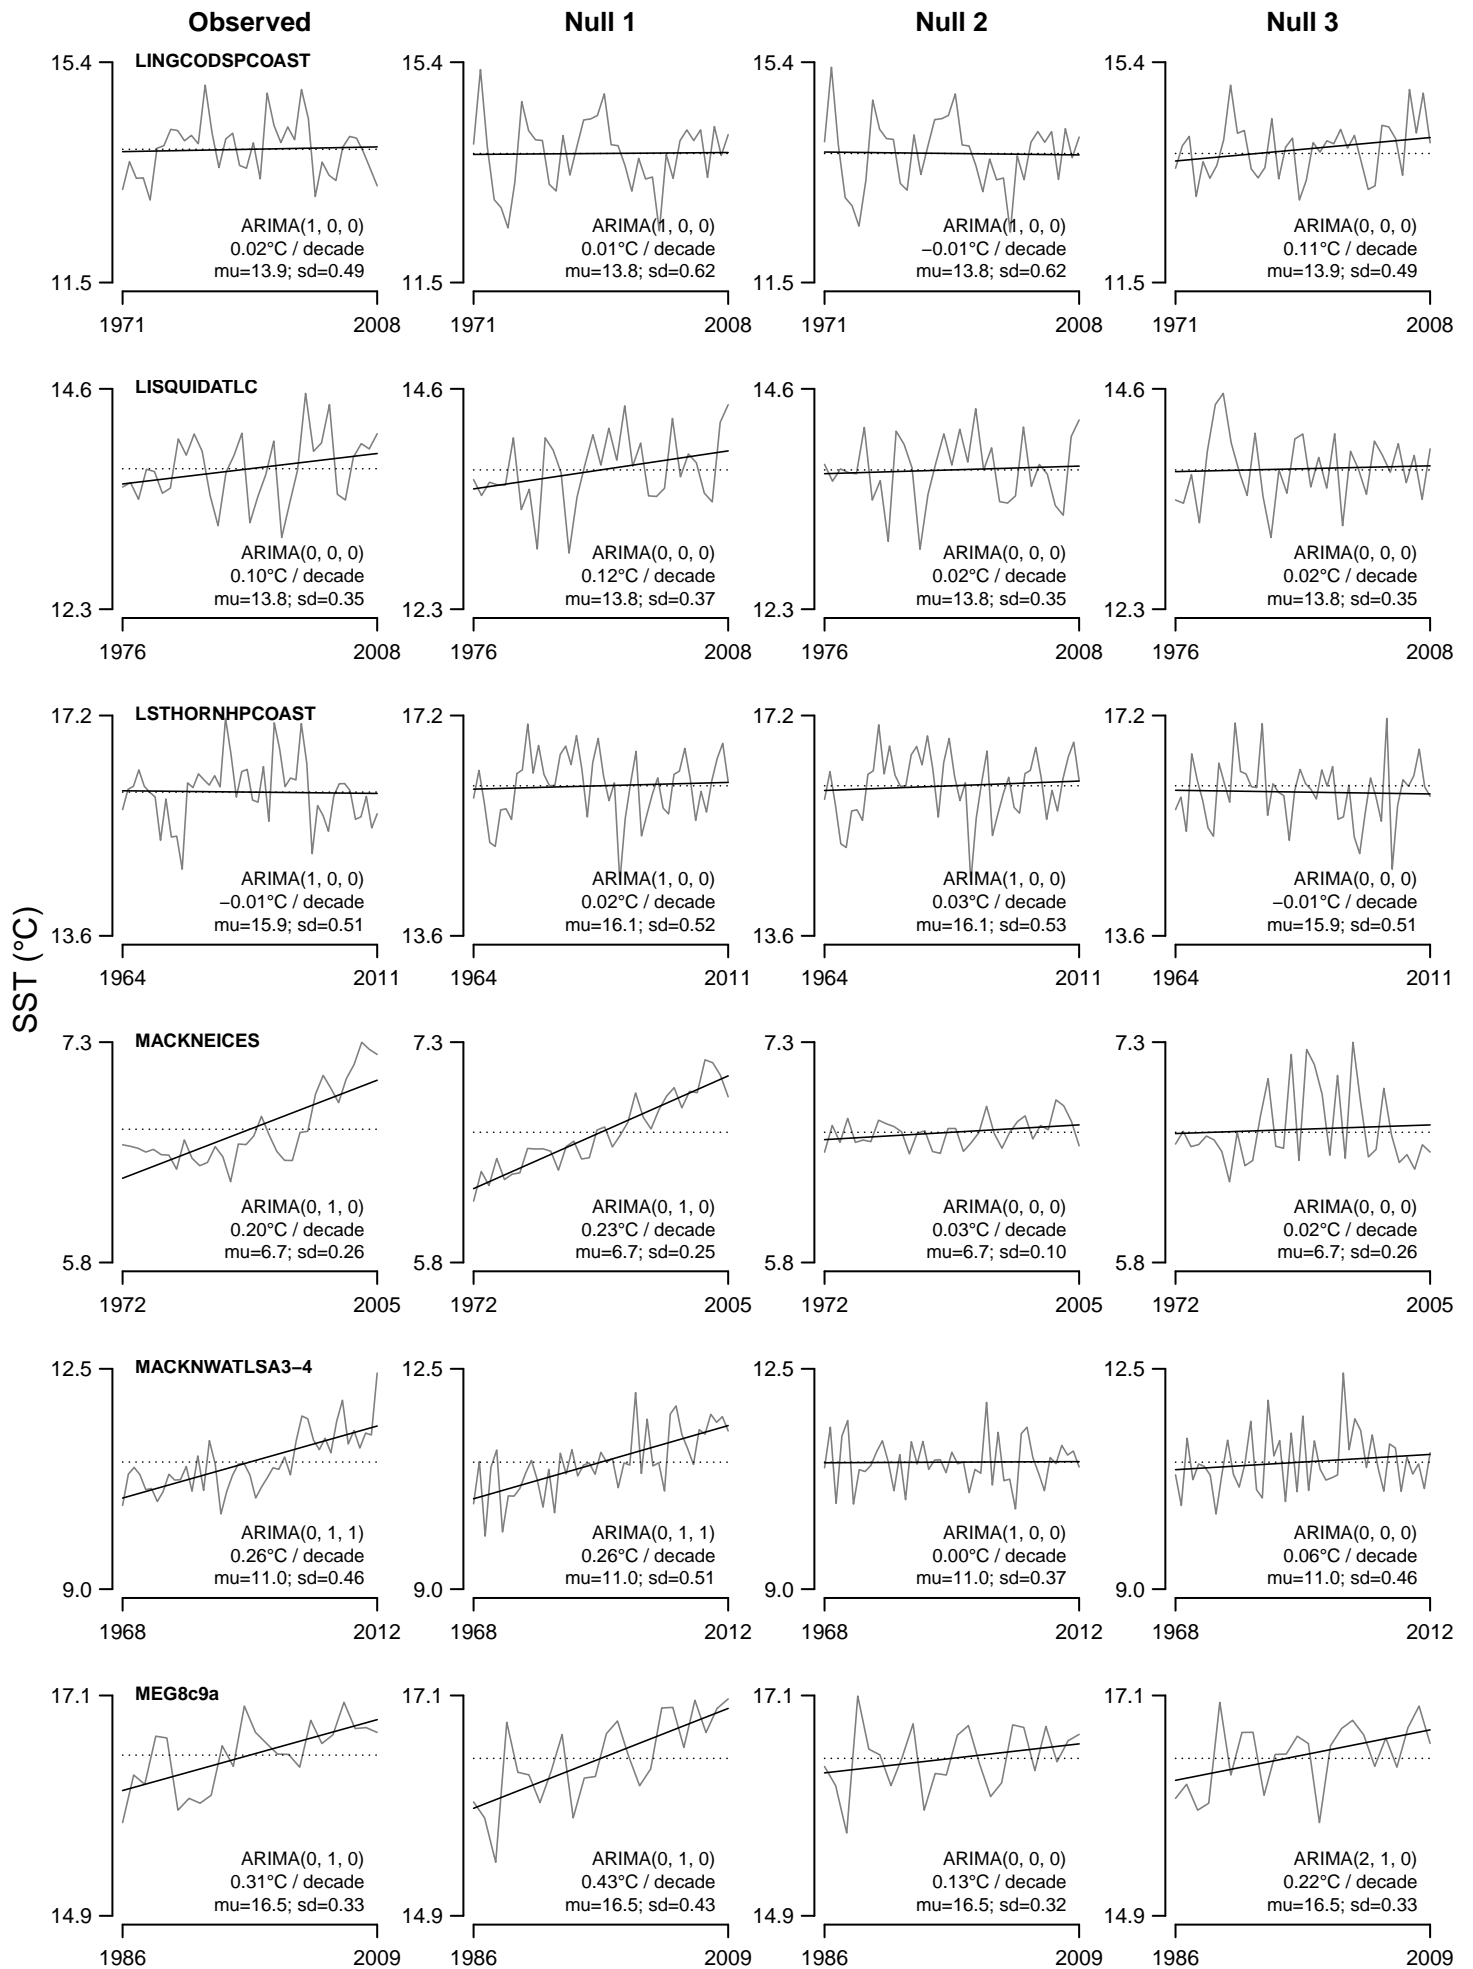 Observed
Null 1
Null 2
Null 3
SST (°C)
LINGCODSPCOAST
15.4
11.5
ARIMA(1, 0, 0)
0.02°C / decade
mu=13.9; sd=0.49
1971
2008
15.4
11.5
ARIMA(1, 0, 0)
0.01°C / decade
mu=13.8; sd=0.62
1971
2008
15.4
11.5
ARIMA(1, 0, 0)
−0.01°C / decade
mu=13.8; sd=0.62
1971
2008
15.4
11.5
ARIMA(0, 0, 0)
0.11°C / decade
mu=13.9; sd=0.49
1971
2008
LISQUIDATLC
14.6
12.3
ARIMA(0, 0, 0)
0.10°C / decade
mu=13.8; sd=0.35
1976
2008
14.6
12.3
ARIMA(0, 0, 0)
0.12°C / decade
mu=13.8; sd=0.37
1976
2008
14.6
12.3
ARIMA(0, 0, 0)
0.02°C / decade
mu=13.8; sd=0.35
1976
2008
14.6
12.3
ARIMA(0, 0, 0)
0.02°C / decade
mu=13.8; sd=0.35
1976
2008
LSTHORNHPCOAST
17.2
13.6
ARIMA(1, 0, 0)
−0.01°C / decade
mu=15.9; sd=0.51
1964
2011
17.2
13.6
ARIMA(1, 0, 0)
0.02°C / decade
mu=16.1; sd=0.52
1964
2011
17.2
13.6
ARIMA(1, 0, 0)
0.03°C / decade
mu=16.1; sd=0.53
1964
2011
17.2
13.6
ARIMA(0, 0, 0)
−0.01°C / decade
mu=15.9; sd=0.51
1964
2011
MACKNEICES
7.3
5.8
ARIMA(0, 1, 0)
0.20°C / decade
mu=6.7; sd=0.26
1972
2005
7.3
5.8
ARIMA(0, 1, 0)
0.23°C / decade
mu=6.7; sd=0.25
1972
2005
7.3
5.8
ARIMA(0, 0, 0)
0.03°C / decade
mu=6.7; sd=0.10
1972
2005
7.3
5.8
ARIMA(0, 0, 0)
0.02°C / decade
mu=6.7; sd=0.26
1972
2005
MACKNWATLSA3−4
12.5
9.0
ARIMA(0, 1, 1)
0.26°C / decade
mu=11.0; sd=0.46
1968
2012
12.5
9.0
ARIMA(0, 1, 1)
0.26°C / decade
mu=11.0; sd=0.51
1968
2012
12.5
9.0
ARIMA(1, 0, 0)
0.00°C / decade
mu=11.0; sd=0.37
1968
2012
12.5
9.0
ARIMA(0, 0, 0)
0.06°C / decade
mu=11.0; sd=0.46
1968
2012
MEG8c9a
17.1
14.9
ARIMA(0, 1, 0)
0.31°C / decade
mu=16.5; sd=0.33
1986
2009
17.1
14.9
ARIMA(0, 1, 0)
0.43°C / decade
mu=16.5; sd=0.43
1986
2009
17.1
14.9
ARIMA(0, 0, 0)
0.13°C / decade
mu=16.5; sd=0.32
1986
2009
17.1
14.9
ARIMA(2, 1, 0)
0.22°C / decade
mu=16.5; sd=0.33
1986
2009